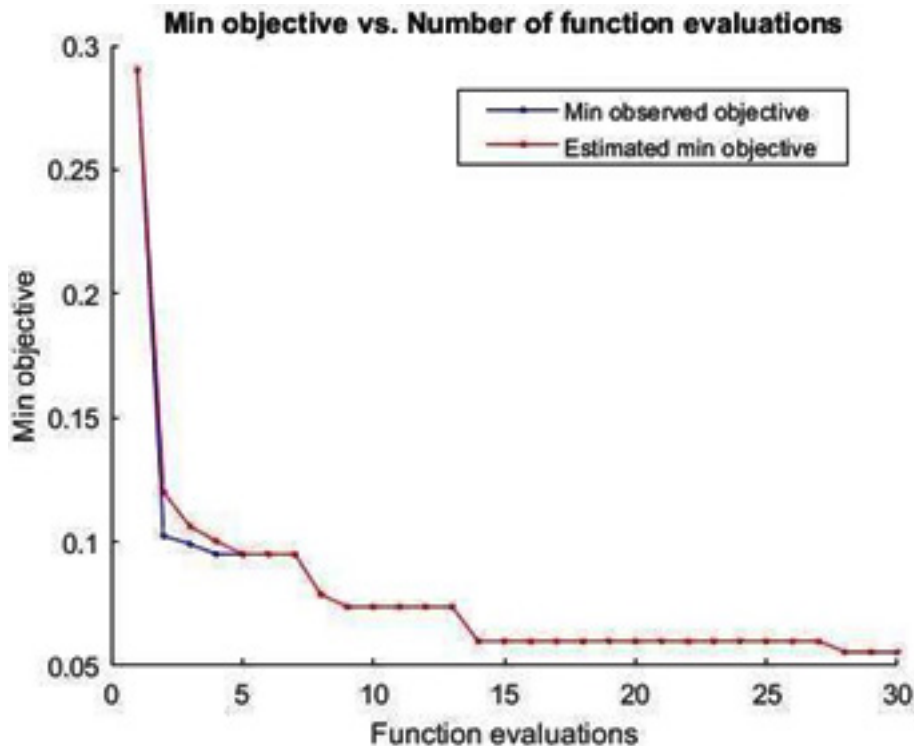 Min objective vs. Number of function evaluations
0.3
Min observed objective
Estimated min objective
0.25
0.2
Min objective
0.15
0.1
0.05
0 5 10 15 20 25 30
Function evaluations